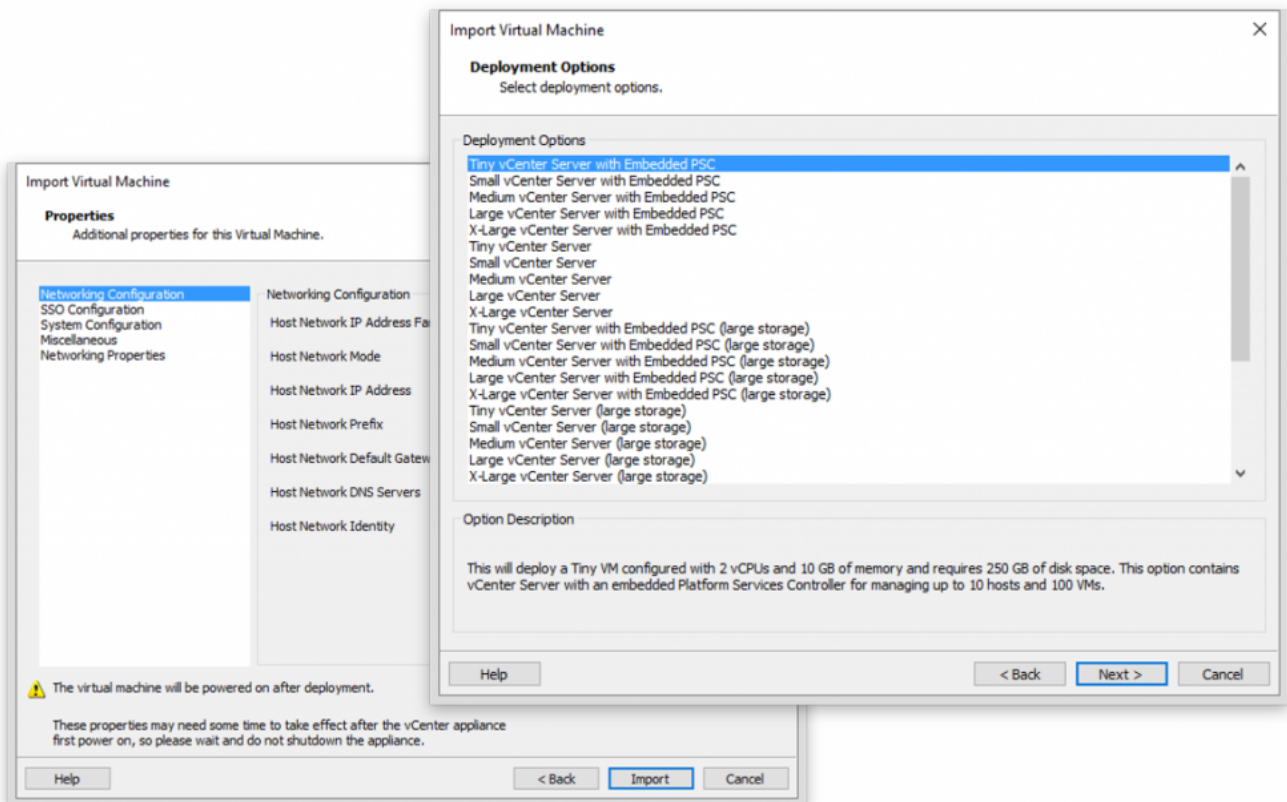 Import Virtual Machine
Deployment Options
Select deployment options.
Deployment Options
Tiny vCenter Server with Embedded PSC
Small vCenter Server with Embedded PSC
Medium vCenter Server with Embedded PSC
Large vCenter Server with Embedded PSC
X-Large vCenter Server with Embedded PSC
Tiny vCenter Server
Small vCenter Server
Medium vCenter Server
Large vCenter Server
X-Large vCenter Server
Tiny vCenter Server with Embedded PSC (large storage)
Small vCenter Server with Embedded PSC (large storage)
Medium vCenter Server with Embedded PSC (large storage)
Large vCenter Server with Embedded PSC (large storage)
X-Large vCenter Server with Embedded PSC (large storage)
Tiny vCenter Server (large storage)
Small vCenter Server (large storage)
Medium vCenter Server (large storage)
Large vCenter Server (large storage)
X-Large vCenter Server (large storage)
Option Description
This will deploy a Tiny VM configured with 2 vCPUs and 10 GB of memory and requires 250 GB of disk space. This option contains
vCenter Server with an embedded Platform Services Controller for managing up to 10 hosts and 100 VMs.
Help
< Back
Next >
Cancel
Import Virtual Machine
Properties
Additional properties for this Virtual Machine.
Networking Configuration
SSO Configuration
System Configuration
Miscellaneous
Networking Properties
Networking Configuration
Host Network IP Address Fa
Host Network Mode
Host Network IP Address
Host Network Prefix
Host Network Default Gatew
Host Network DNS Servers
Host Network Identity
The virtual machine will be powered on after deployment.
These properties may need some time to take effect after the vCenter appliance
first power on, so please wait and do not shutdown the appliance.
Help
< Back
Import
Cancel